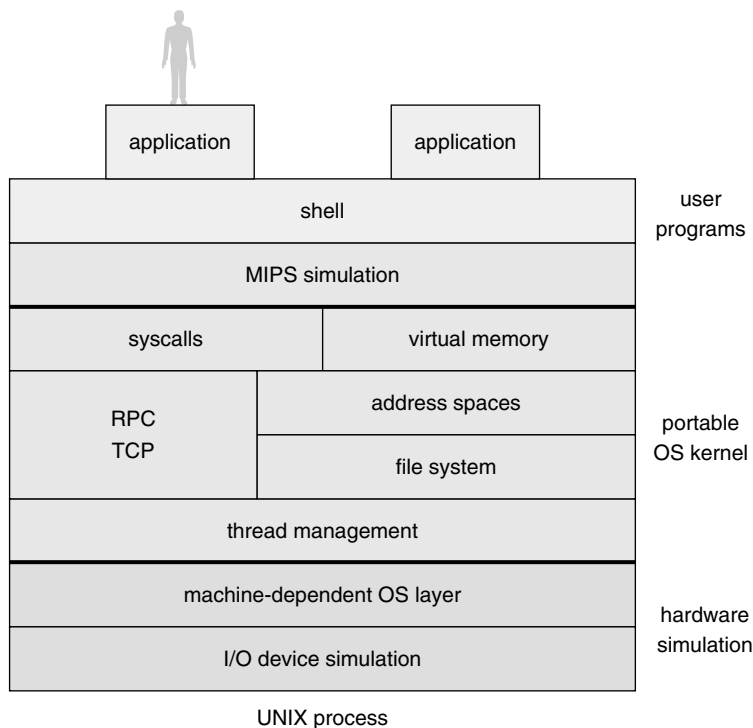 application
application
shell
user
programs
MIPS simulation
syscalls
virtual memory
RPC
TCP
address spaces
file system
portable
OS kernel
thread management
machine-dependent OS layer
I/O device simulation
hardware
simulation
UNIX process